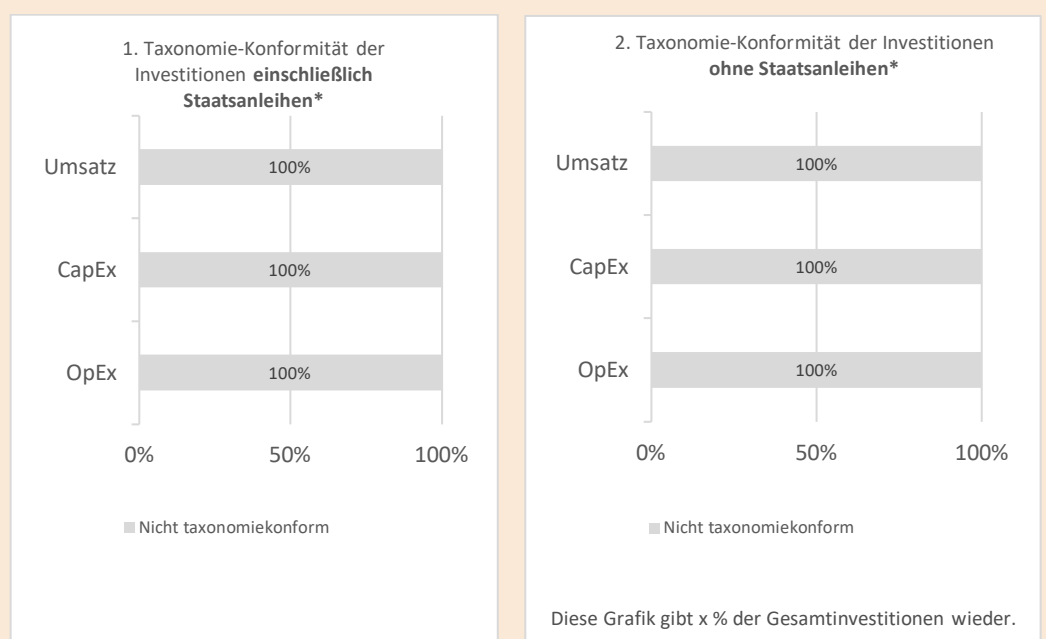 1. Taxonomie-Konformität der
Investitionen einschließlich
Staatsanleihen*
Umsatz
100%
CapEx
100%
OpEx
100%
0% 50% 100%
Nicht taxonomiekonform
2. Taxonomie-Konformität der Investitionen
ohne Staatsanleihen*
Umsatz
100%
CapEx
100%
OpEx
100%
0% 50% 100%
Nicht taxonomiekonform
Diese Grafik gibt x % der Gesamtinvestitionen wieder.